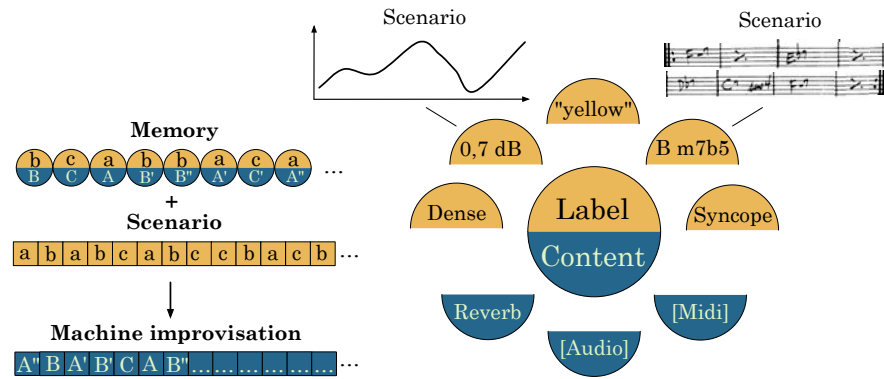 Scenario
Scenario
"yellow"
0,7 dB
B m7b5
Dense
Label
Syncope
Content
Reverb
[Midi]
[Audio]
Memory
b c a b b a c a
B C A B' B" A' C' A" ...
+
Scenario
a b a b c a b c c b a c b ...
Machine improvisation
A" B A' B' C A B" ... ... ... ... ... ... ...